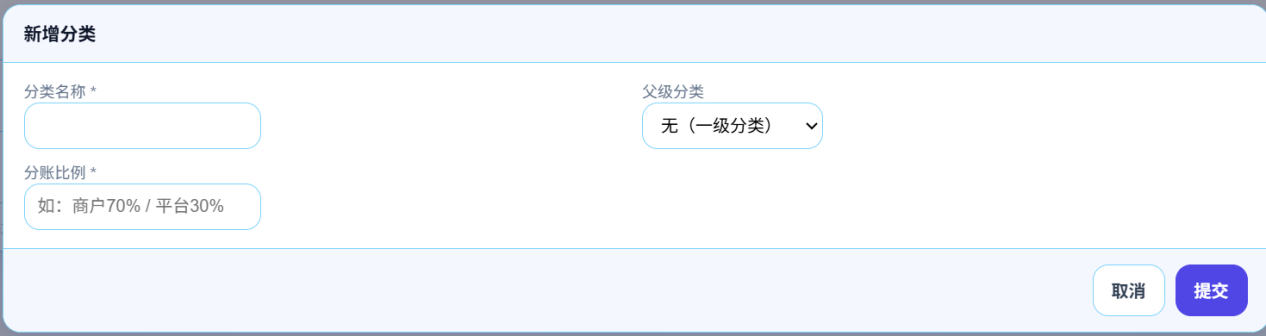 新增分类
分类名称 *
父级分类
无（一级分类）
分账比例 *
如：商户70% / 平台30%
取消
提交